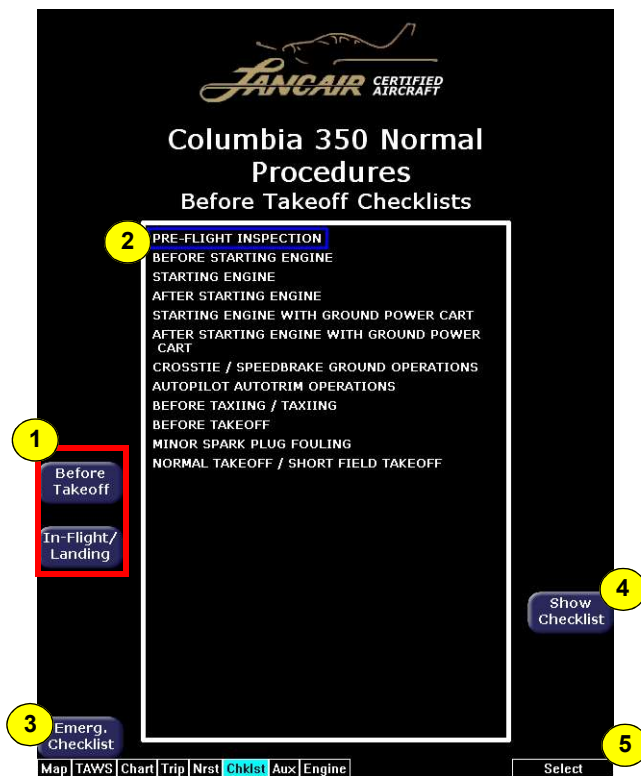 LANCAIR CERTIFIED
AIRCRAFT
Columbia 350 Normal
Procedures
Before Takeoff Checklists
2
PRE-FLIGHT INSPECTION
BEFORE STARTING ENGINE
STARTING ENGINE
AFTER STARTING ENGINE
STARTING ENGINE WITH GROUND POWER CART
AFTER STARTING ENGINE WITH GROUND POWER
CART
CROSSTIE / SPEEDBRAKE GROUND OPERATIONS
AUTOPILOT AUTOTRIM OPERATIONS
BEFORE TAXIING / TAXIING
BEFORE TAKEOFF
MINOR SPARK PLUG FOULING
NORMAL TAKEOFF / SHORT FIELD TAKEOFF
1
Before
Takeoff
In-Flight/
Landing
4
Show
Checklist
3
Emerg.
Checklist
5
Map TAWS Chart Trip Nrst Chklst Aux Engine
Select